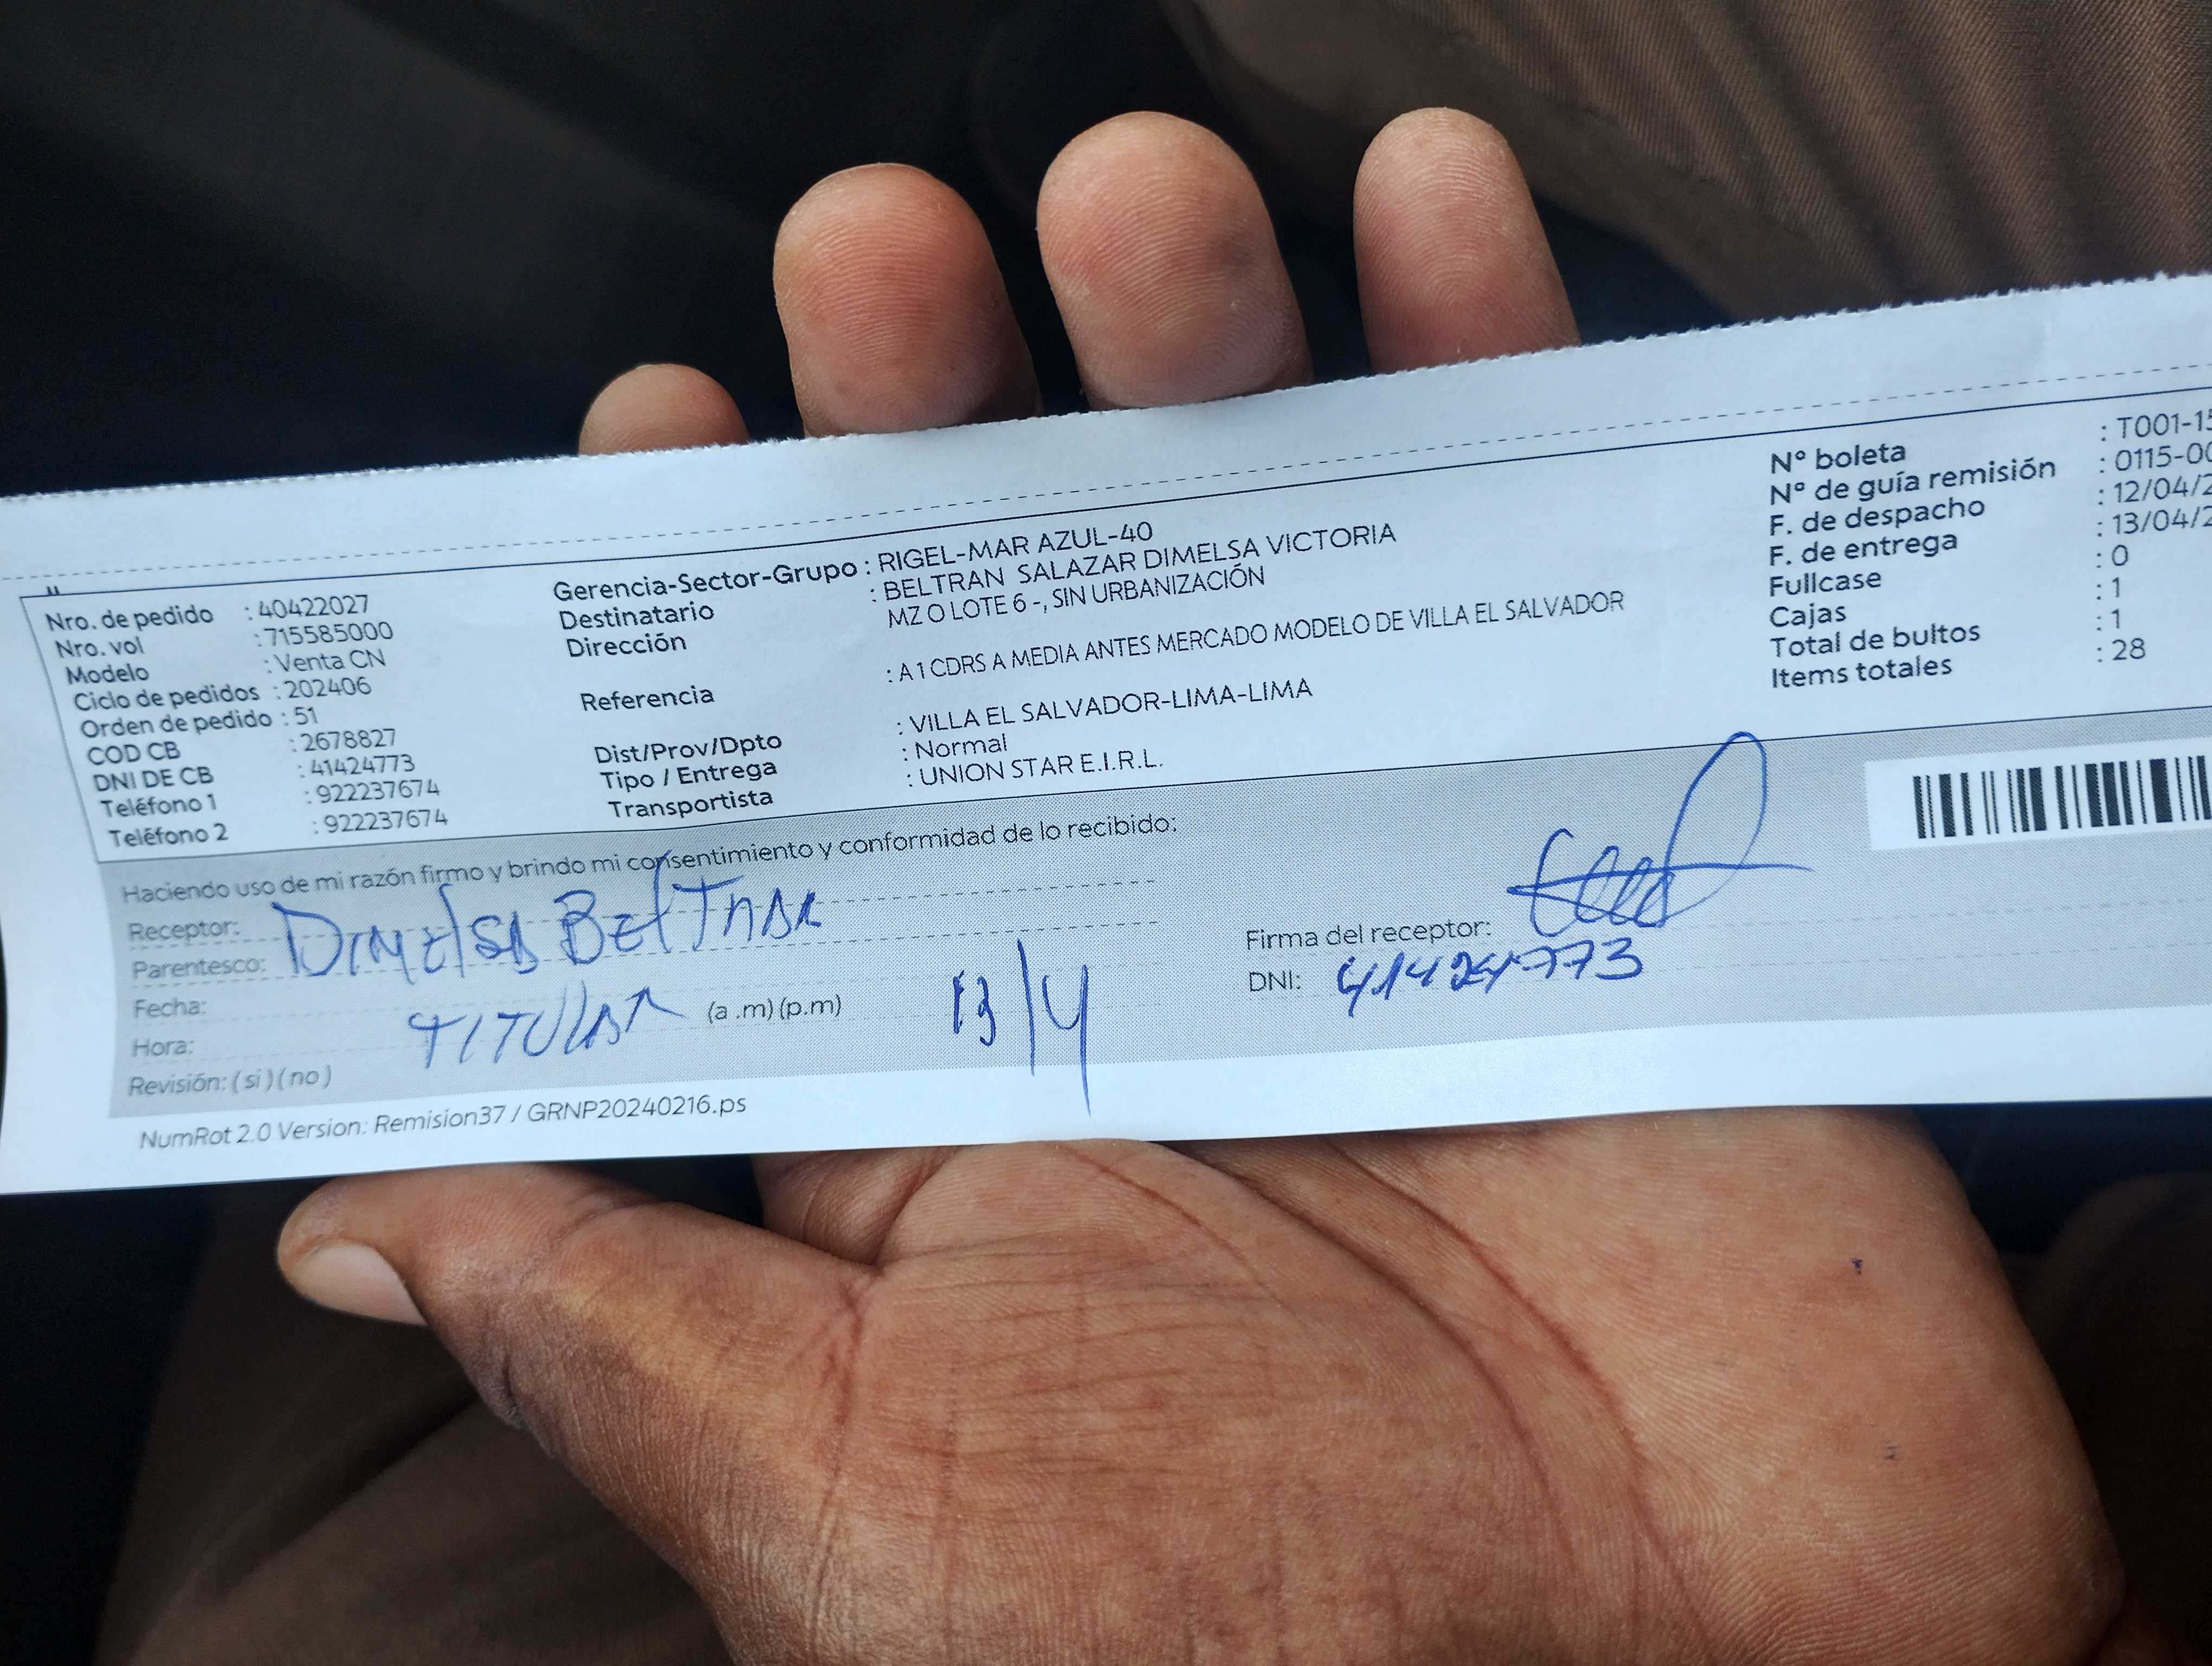 Nro. de pedido : 40422027
Nro. vol : 715585000
Modelo : Venta CN
Ciclo de pedidos : 202406
Orden de pedido : 51
COD CB : 2678827
DNI DE CB : 41424773
Teléfono 1 : 922237674
Teléfono 2 : 922237674
Gerencia-Sector-Grupo : RIGEL-MAR AZUL-40
Destinatario : BELTRAN SALAZAR DIMELSA VICTORIA
Dirección MZ O LOTE 6 -, SIN URBANIZACIÓN
Referencia : A 1 CDRS A MEDIA ANTES MERCADO MODELO DE VILLA EL SALVADOR
Dist/Prov/Dpto : VILLA EL SALVADOR-LIMA-LIMA
Tipo / Entrega : Normal
Transportista : UNION STAR E.I.R.L.
N° boleta : T001-15
N° de guía remisión : 0115-00
F. de despacho : 12/04/2
F. de entrega : 13/04/2
Fullcase : 0
Cajas : 1
Total de bultos : 1
Items totales : 28
Haciendo uso de mi razón firmo y brindo mi consentimiento y conformidad de lo recibido:
Receptor: DIMElSA BElTRAN
Parentesco:
Fecha: TITUlAR (a .m) (p.m) 13/4
Hora:
Revisión: ( si ) ( no )
Firma del receptor:
DNI: 41424773
NumRot 2.0 Version: Remision37 / GRNP20240216.ps